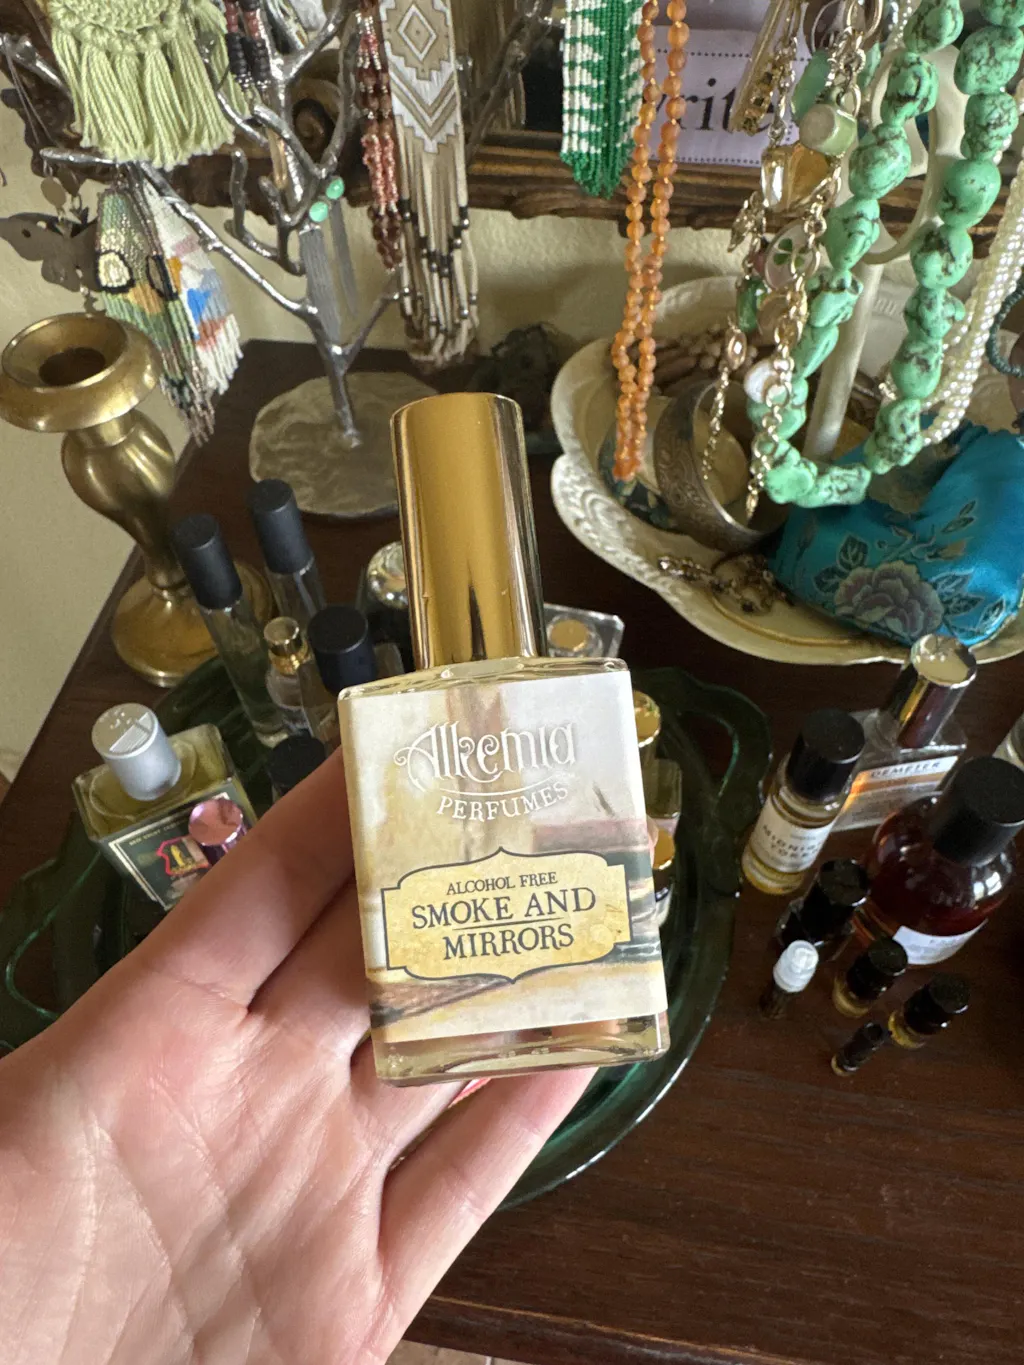 Alkemia
PERFUMES
ALCOHOL FREE
SMOKE AND
MIRRORS
DEMETER